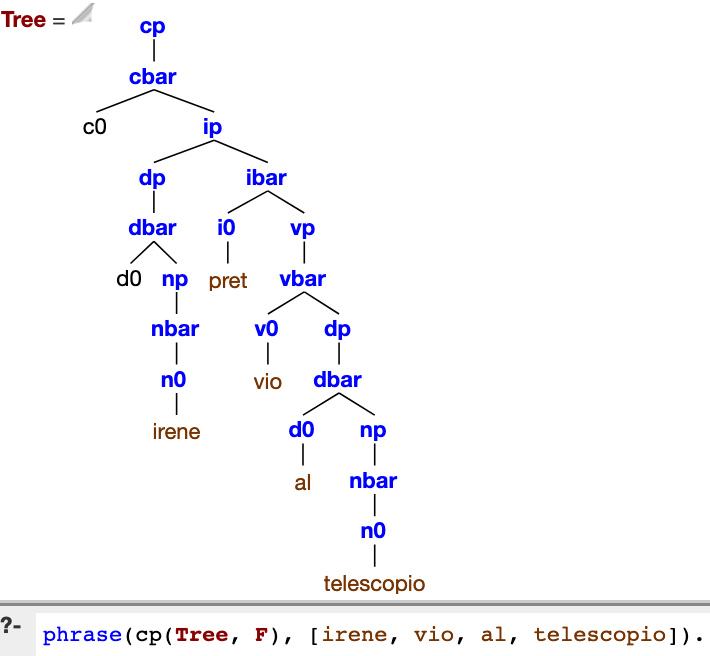 Tree =
cp
cbar
c0 ip
dp ibar
dbar i0 vp
d0 np pret vbar
nbar v0 dp
n0 vio dbar
irene d0 np
al nbar
n0
telescopio
?- phrase(cp(Tree, F), [irene, vio, al, telescopio]).